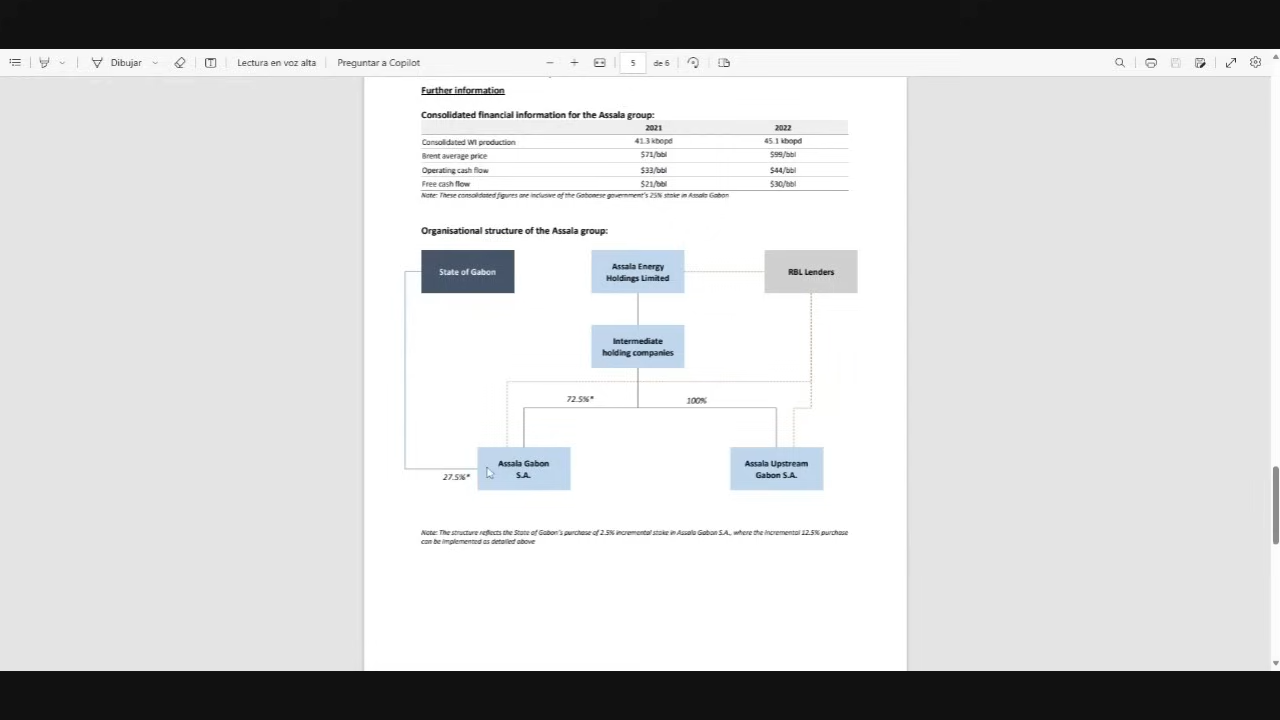 Dibujar
Lectura en voz alta
Preguntar a Copilot
5
de 6
Further information
Consolidated financial information for the Assala group:
2021 2022
Consolidated WI production 41.3 kbopd 45.1 kbopd
Brent average price $71/bbl $99/bbl
Operating cash flow $33/bbl $44/bbl
Free cash flow $21/bbl $30/bbl
Note: These consolidated figures are inclusive of the Gabonese government's 25% stake in Assala Gabon
Organisational structure of the Assala group:
State of Gabon
Assala Energy
Holdings Limited
RBL Lenders
Intermediate
holding companies
72.5%*
100%
Assala Gabon
S.A.
Assala Upstream
Gabon S.A.
27.5%*
Note: The structure reflects the State of Gabon's purchase of 2.5% incremental stake in Assala Gabon S.A., where the incremental 12.5% purchase
can be implemented as detailed above